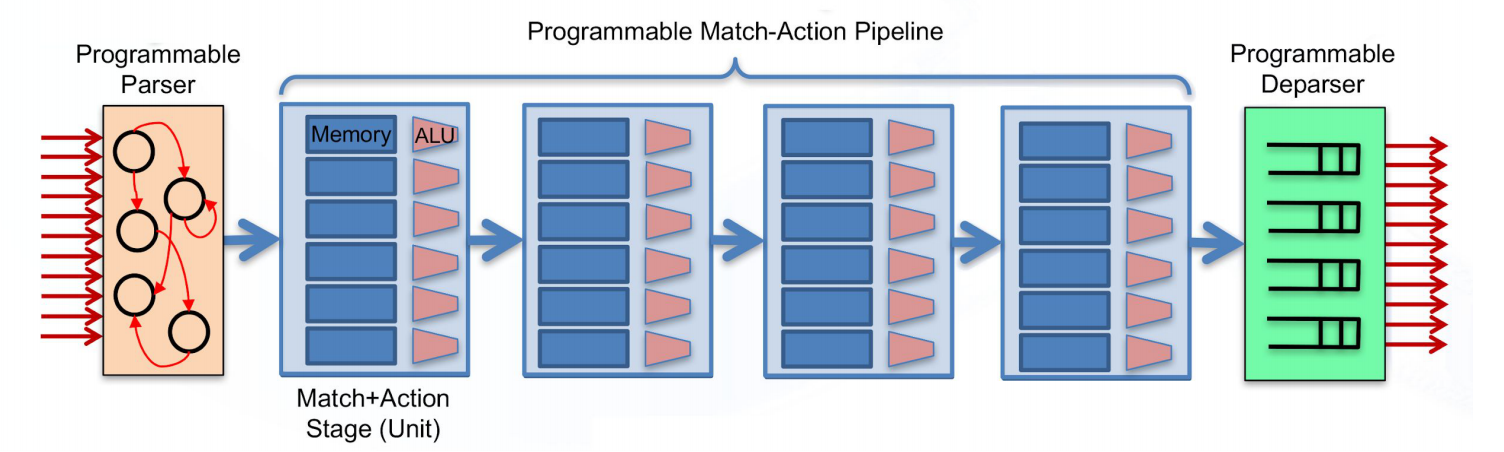 Programmable Match-Action Pipeline
Programmable
Parser
Programmable
Deparser
Memory
ALU
Match+Action
Stage (Unit)